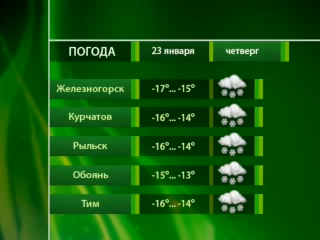 ПОГОДА 23 января четверг
Железногорск -17°... -15°
Курчатов -16°... -14°
Рыльск -16°... -14°
Обоянь -15°... -13°
Тим -16°... -14°